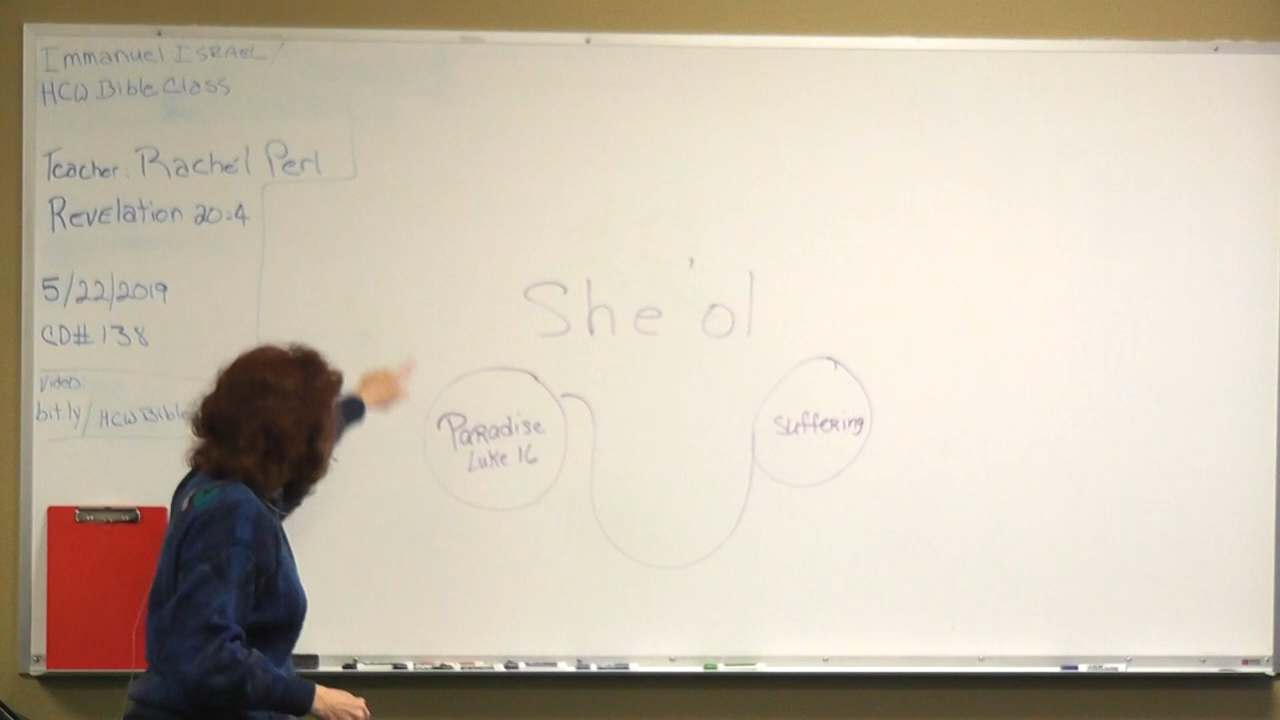 Immanuel ISRAEL/
HCW Bible Class
Teacher: Rachel Perl
Revelation 20:4
5/22/2019
CD# 138
Video:
bit.ly/HCWBible
She'ol
Paradise
Luke 16
Suffering